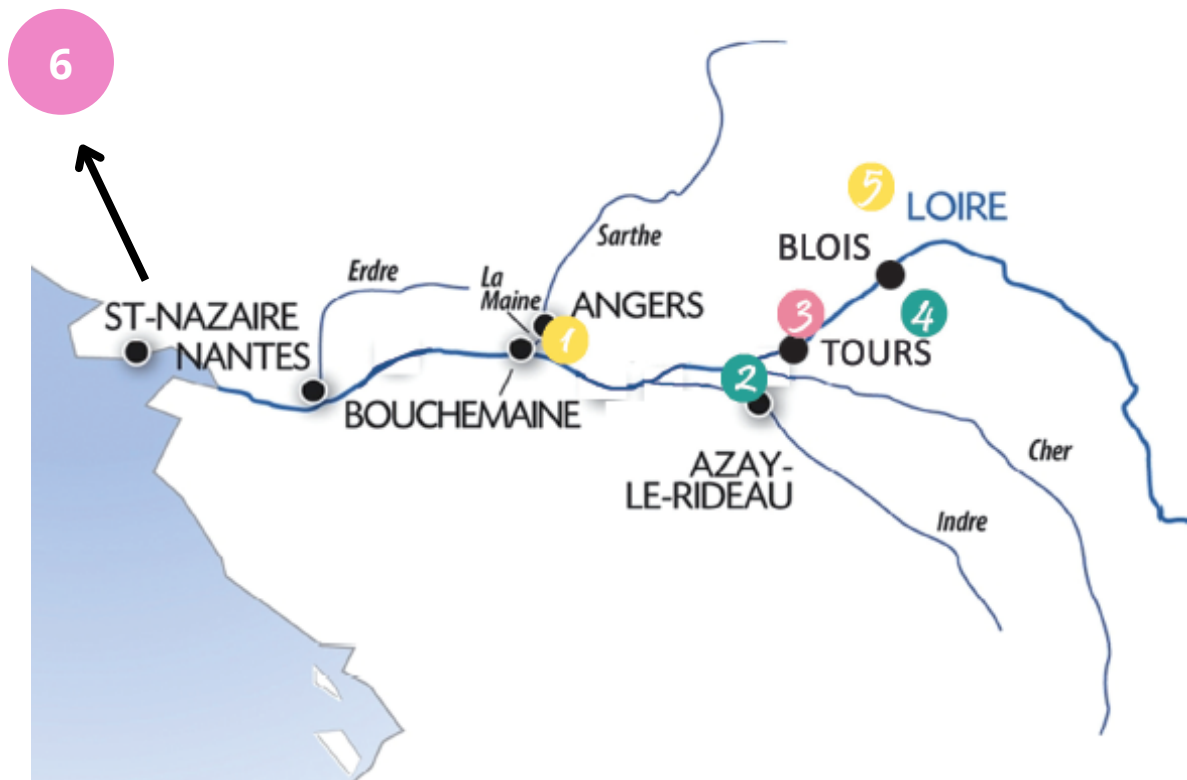 6
5
LOIRE
Sarthe
BLOIS
Erdre
La
Maine
ANGERS
ST-NAZAIRE
3
4
1
NANTES
TOURS
2
BOUCHEMAINE
Cher
AZAY-
LE-RIDEAU
Indre